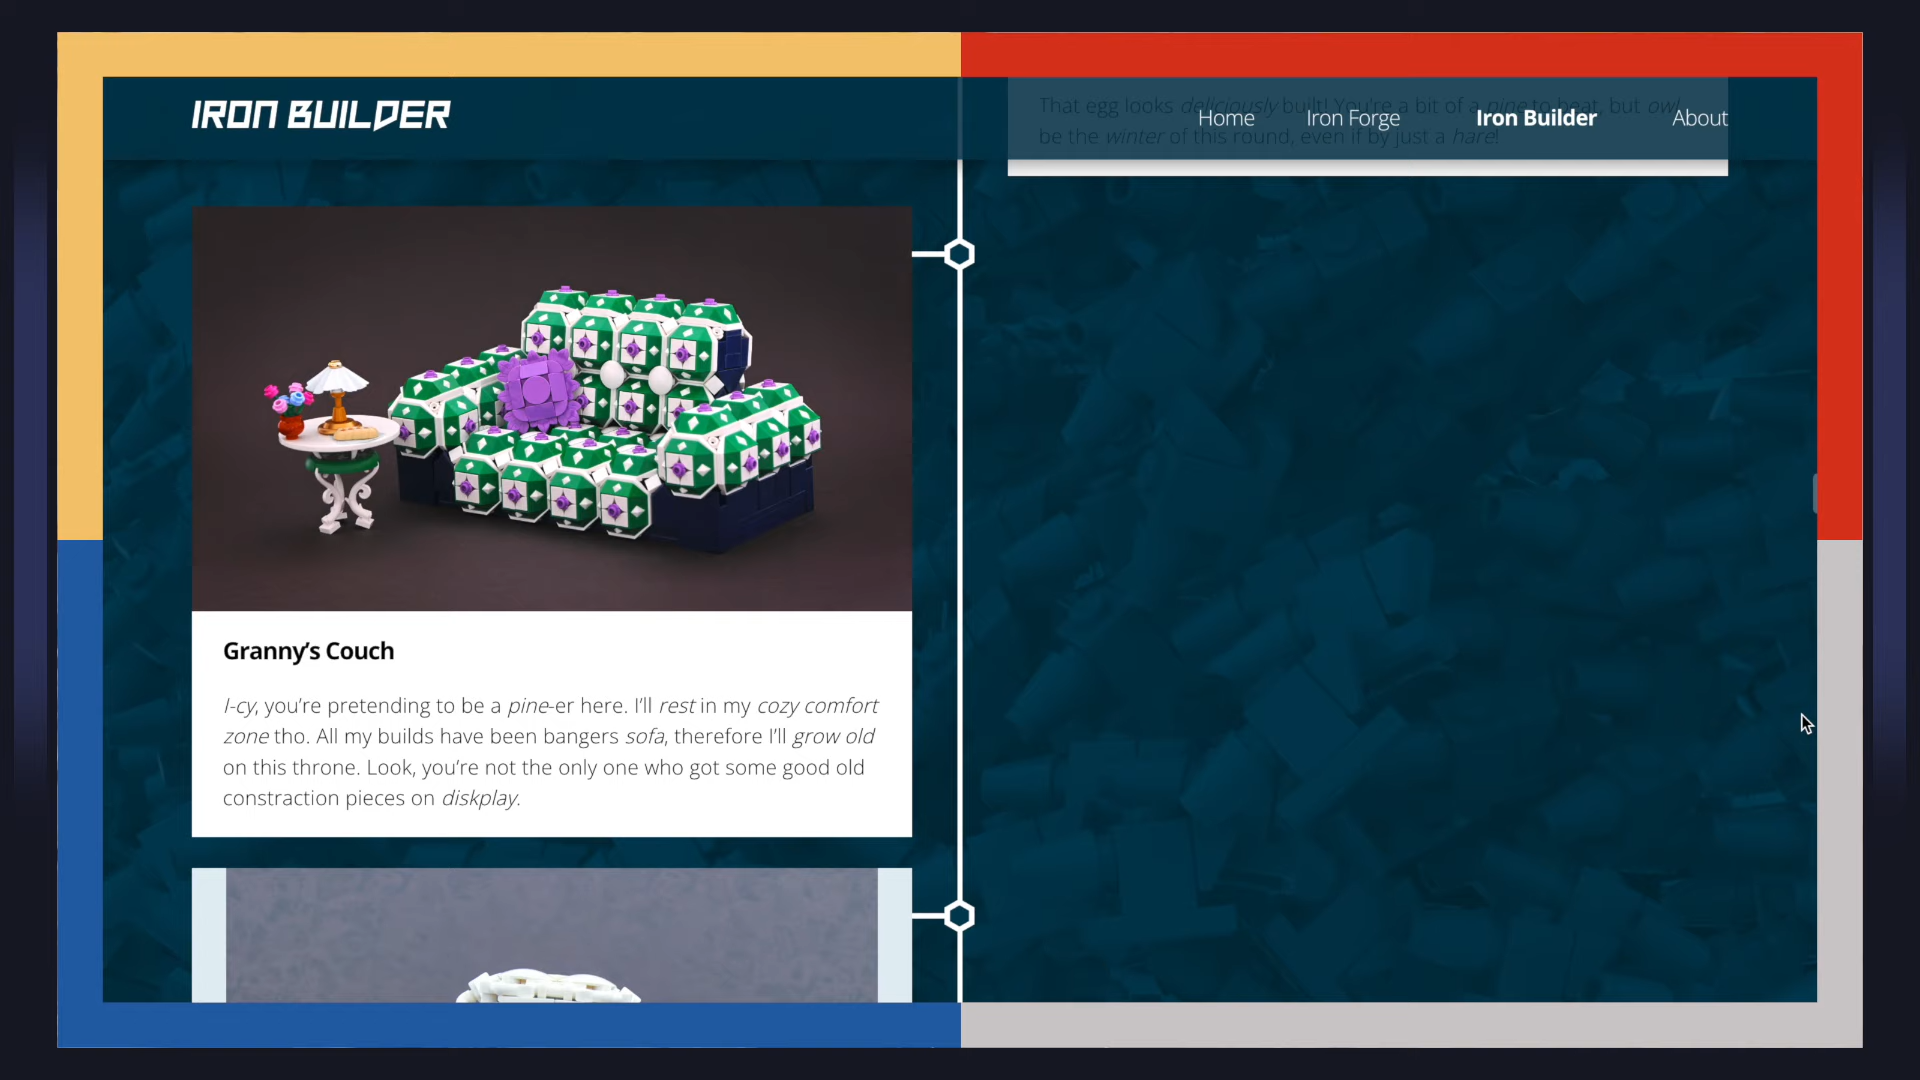 IRON BUILDER
Home Iron Forge Iron Builder About
That egg looks deliciously built! You're a bit of a pine to beat, but owl
be the winter of this round, even if by just a hare!
Granny's Couch
I-cy, you're pretending to be a pine-er here. I'll rest in my cozy comfort
zone tho. All my builds have been bangers sofa, therefore I'll grow old
on this throne. Look, you're not the only one who got some good old
constraction pieces on diskplay.